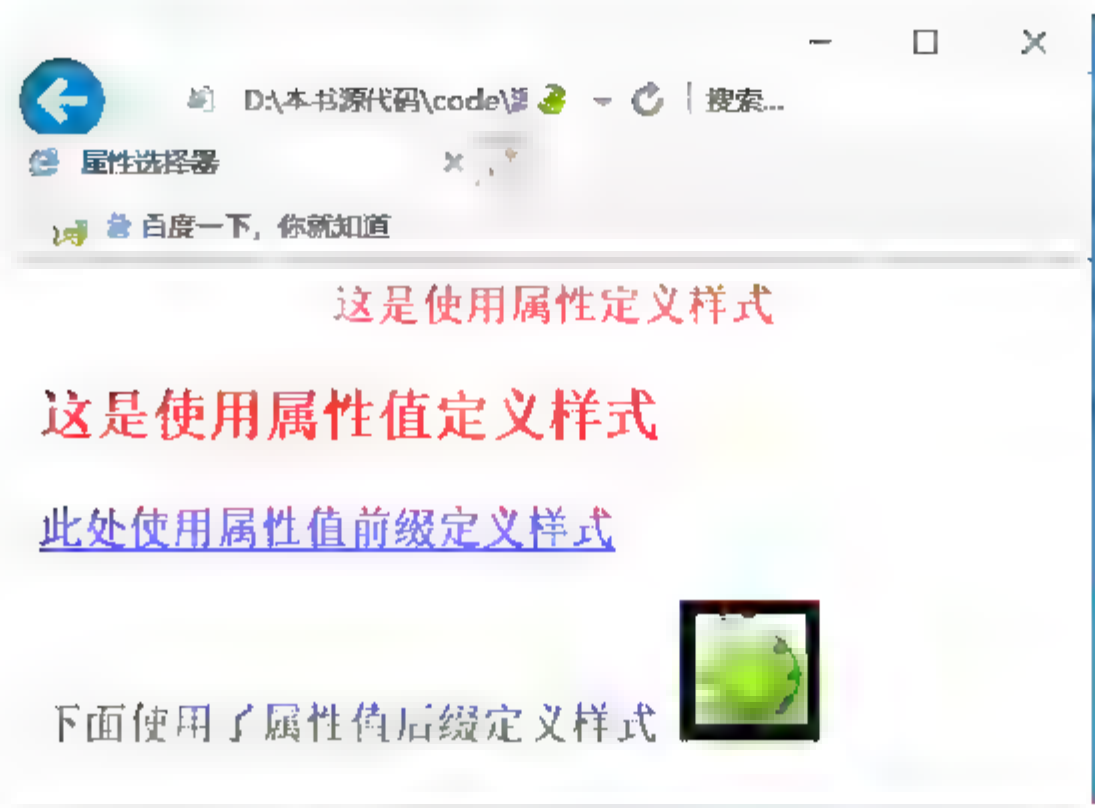 D:\本书源代码\code\ 搜索...
属性选择器
百度一下，你就知道
这是使用属性定义样式
这是使用属性值定义样式
此处使用属性值前缀定义样式
下面使用了属性值后缀定义样式